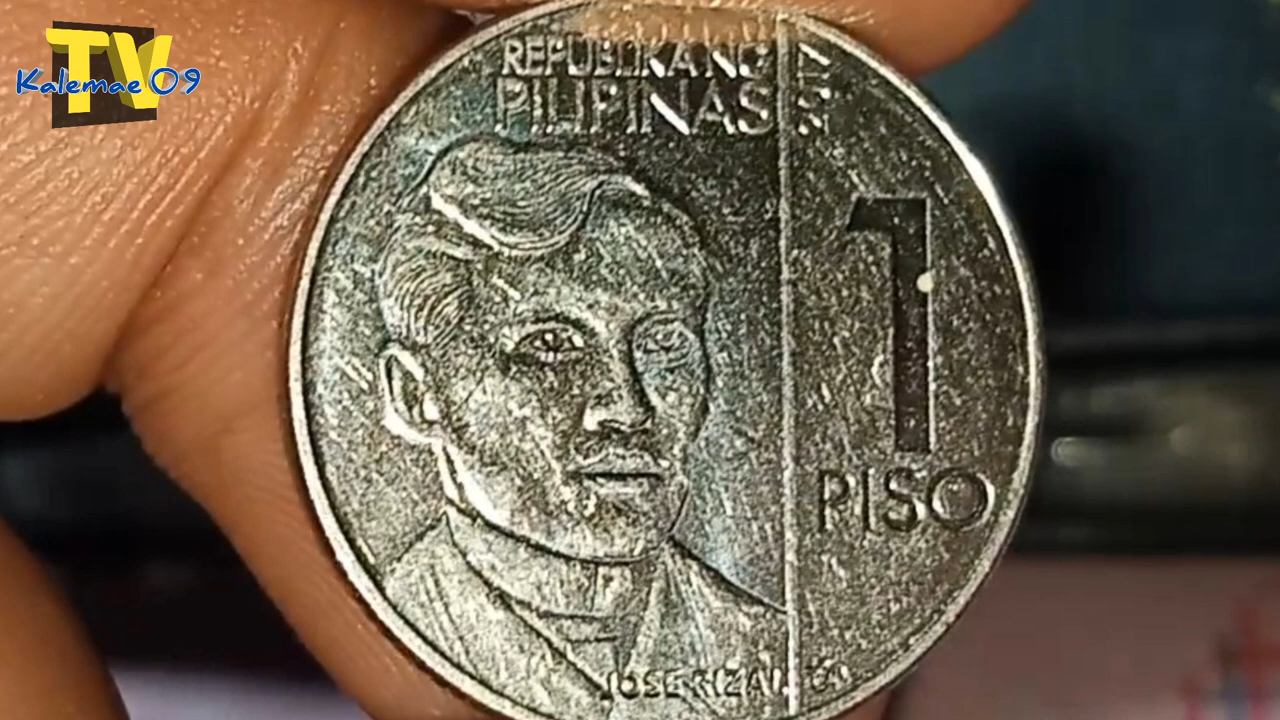 TV
Kalemae 09
REPUBLIKA NG
PILIPINAS
1
PISO
JOSE RIZAL